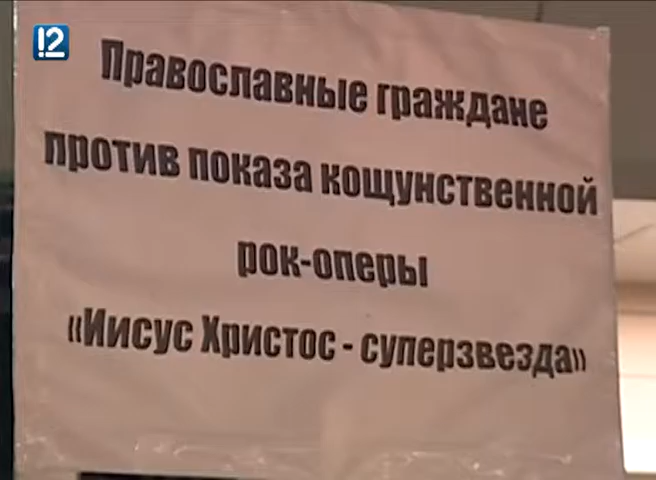 12
Православные граждане
против показа кощунственной
рок-оперы
«Иисус Христос - суперзвезда»